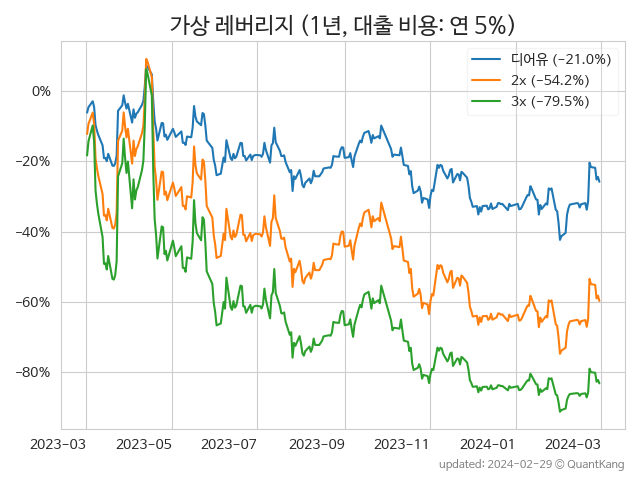 가상 레버리지 (1년, 대출 비용: 연 5%)
디어유 (−21.0%)
2x (−54.2%)
3x (−79.5%)
0%
−20%
−40%
−60%
−80%
2023-03 2023-05 2023-07 2023-09 2023-11 2024-01 2024-03
updated: 2024-02-29 © QuantKang